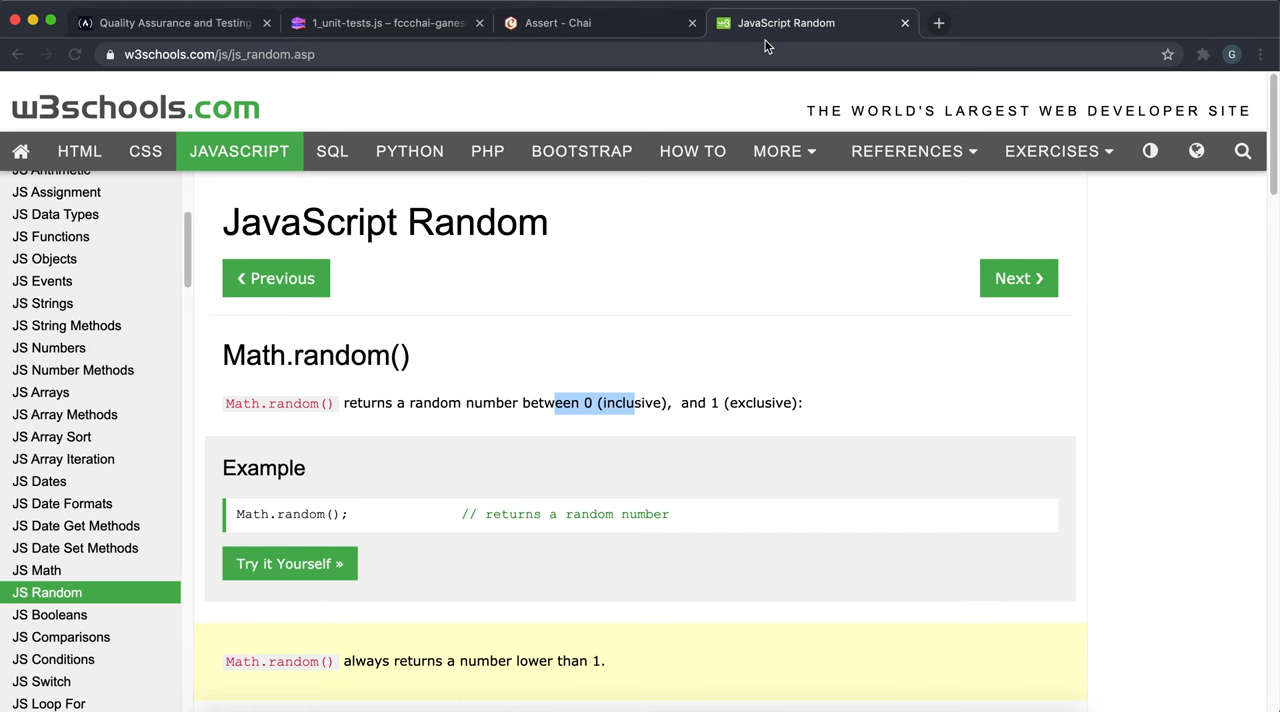 Quality Assurance and Testing
1_unit-tests.js – fccchai-ganes
Assert - Chai
JavaScript Random
w3schools.com/js/js_random.asp
G
w3schools.com
THE WORLD'S LARGEST WEB DEVELOPER SITE
HTML CSS JAVASCRIPT SQL PYTHON PHP BOOTSTRAP HOW TO MORE REFERENCES EXERCISES
JS Arithmetic
JS Assignment
JS Data Types
JS Functions
JS Objects
JS Events
JS Strings
JS String Methods
JS Numbers
JS Number Methods
JS Arrays
JS Array Methods
JS Array Sort
JS Array Iteration
JS Dates
JS Date Formats
JS Date Get Methods
JS Date Set Methods
JS Math
JS Random
JS Booleans
JS Comparisons
JS Conditions
JS Switch
JS Loop For
JavaScript Random
❮ Previous
Next ❯
Math.random()
Math.random() returns a random number between 0 (inclusive), and 1 (exclusive):
Example
Math.random(); // returns a random number
Try it Yourself »
Math.random() always returns a number lower than 1.